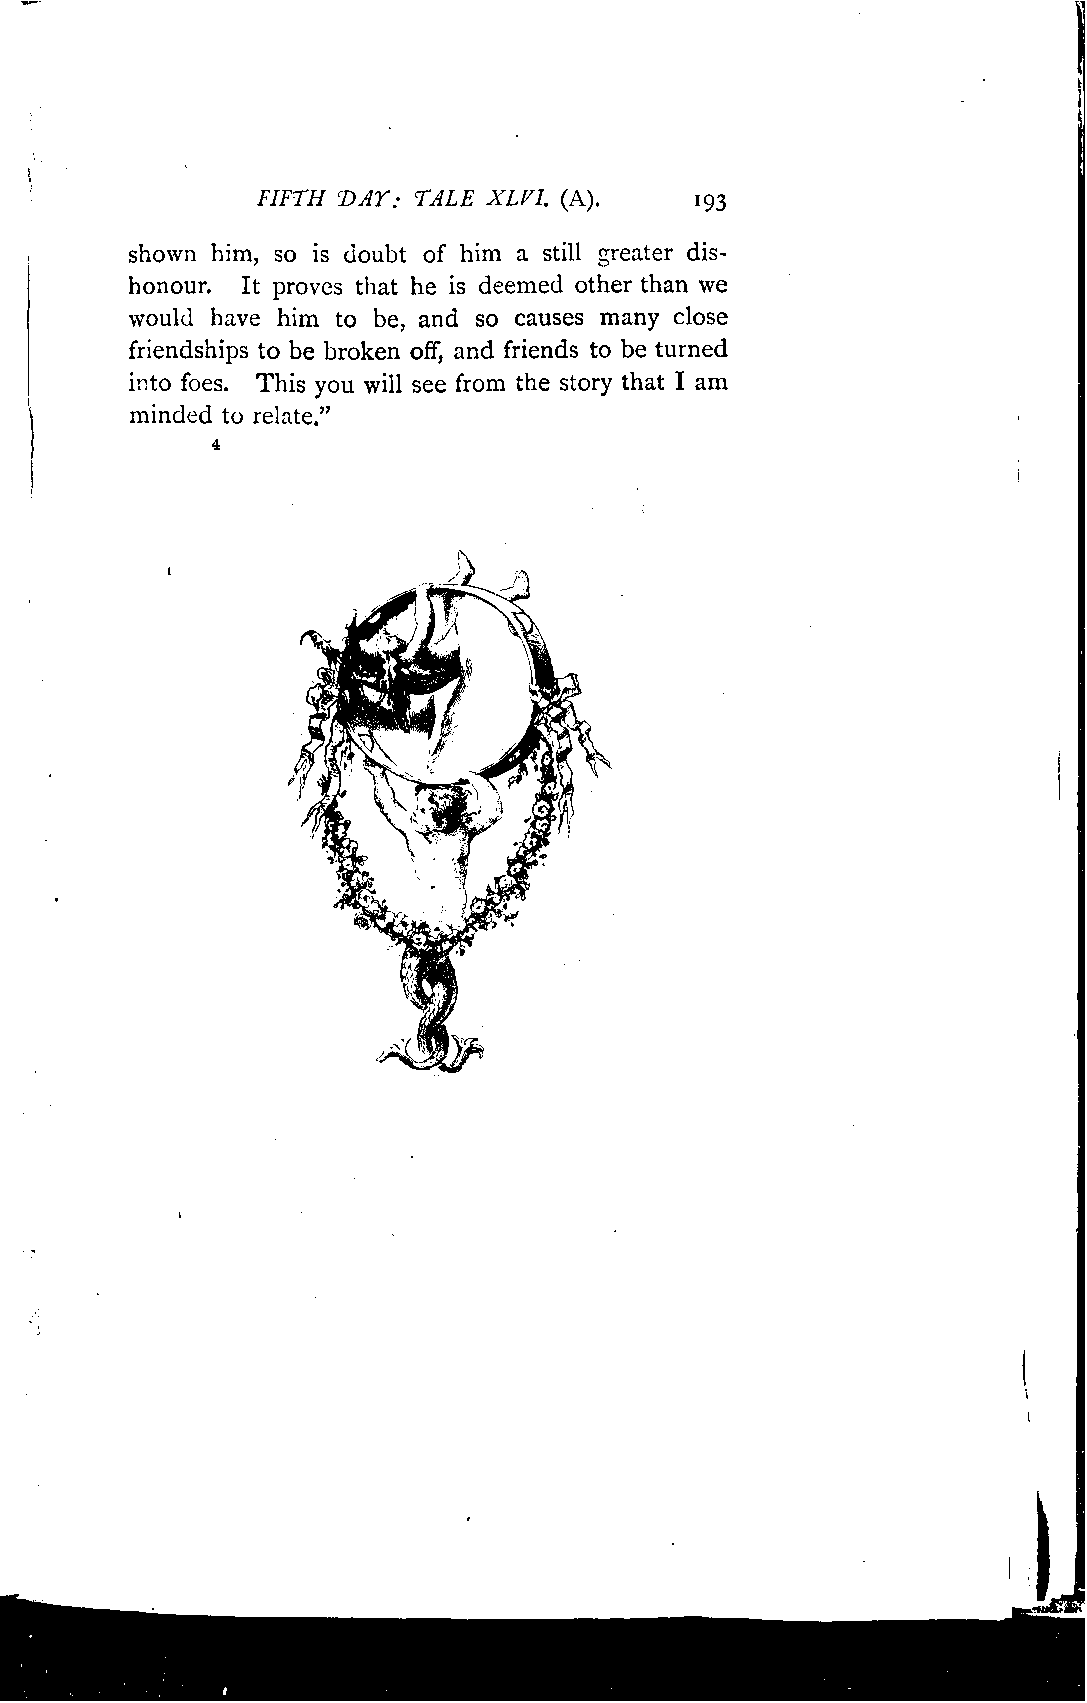 FIFTH DAY: TALE XLVI. (A). 193
shown him, so is doubt of him a still greater dis-
honour. It proves that he is deemed other than we
would have him to be, and so causes many close
friendships to be broken off, and friends to be turned
into foes. This you will see from the story that I am
minded to relate.”
4